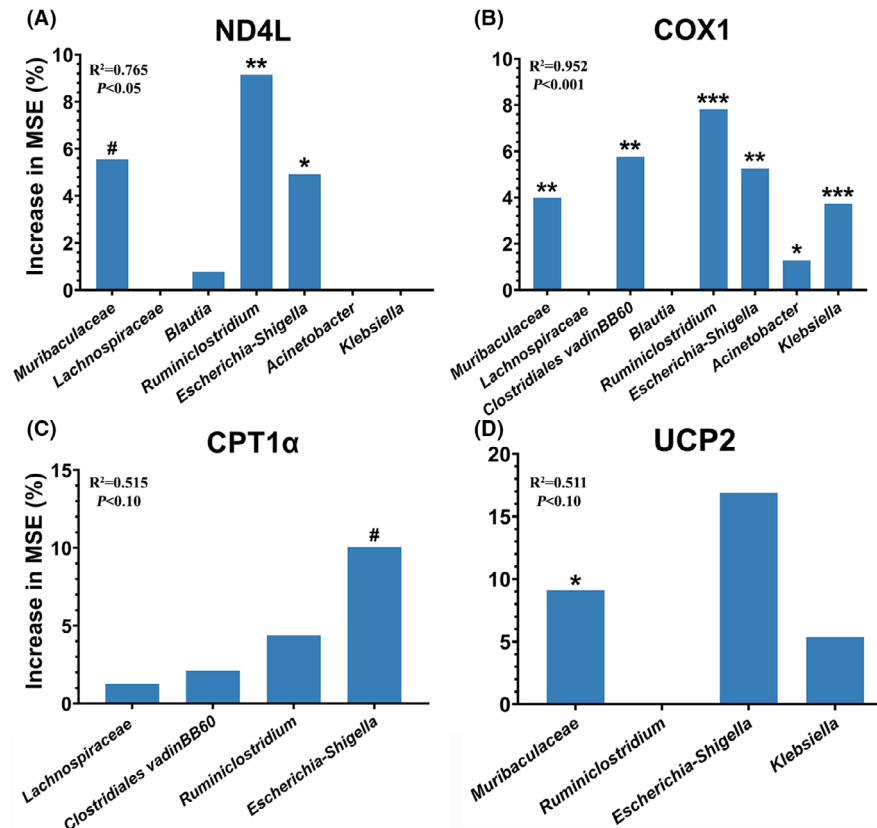 (A)
ND4L
R²=0.765
P<0.05
Increase in MSE (%)
10
8
6
4
2
0
#
**
*
Muribaculaceae
Lachnospiraceae
Blautia
Ruminiclostridium
Escherichia-Shigella
Acinetobacter
Klebsiella
(B)
COX1
R²=0.952
P<0.001
10
8
6
4
2
0
**
**
***
**
*
***
Muribaculaceae
Lachnospiraceae
Clostridiales vadinBB60
Blautia
Ruminiclostridium
Escherichia-Shigella
Acinetobacter
Klebsiella
(C)
CPT1α
R²=0.515
P<0.10
Increase in MSE (%)
15
10
5
0
#
Lachnospiraceae
Clostridiales vadinBB60
Ruminiclostridium
Escherichia-Shigella
(D)
UCP2
R²=0.511
P<0.10
20
15
10
5
0
*
Muribaculaceae
Ruminiclostridium
Escherichia-Shigella
Klebsiella